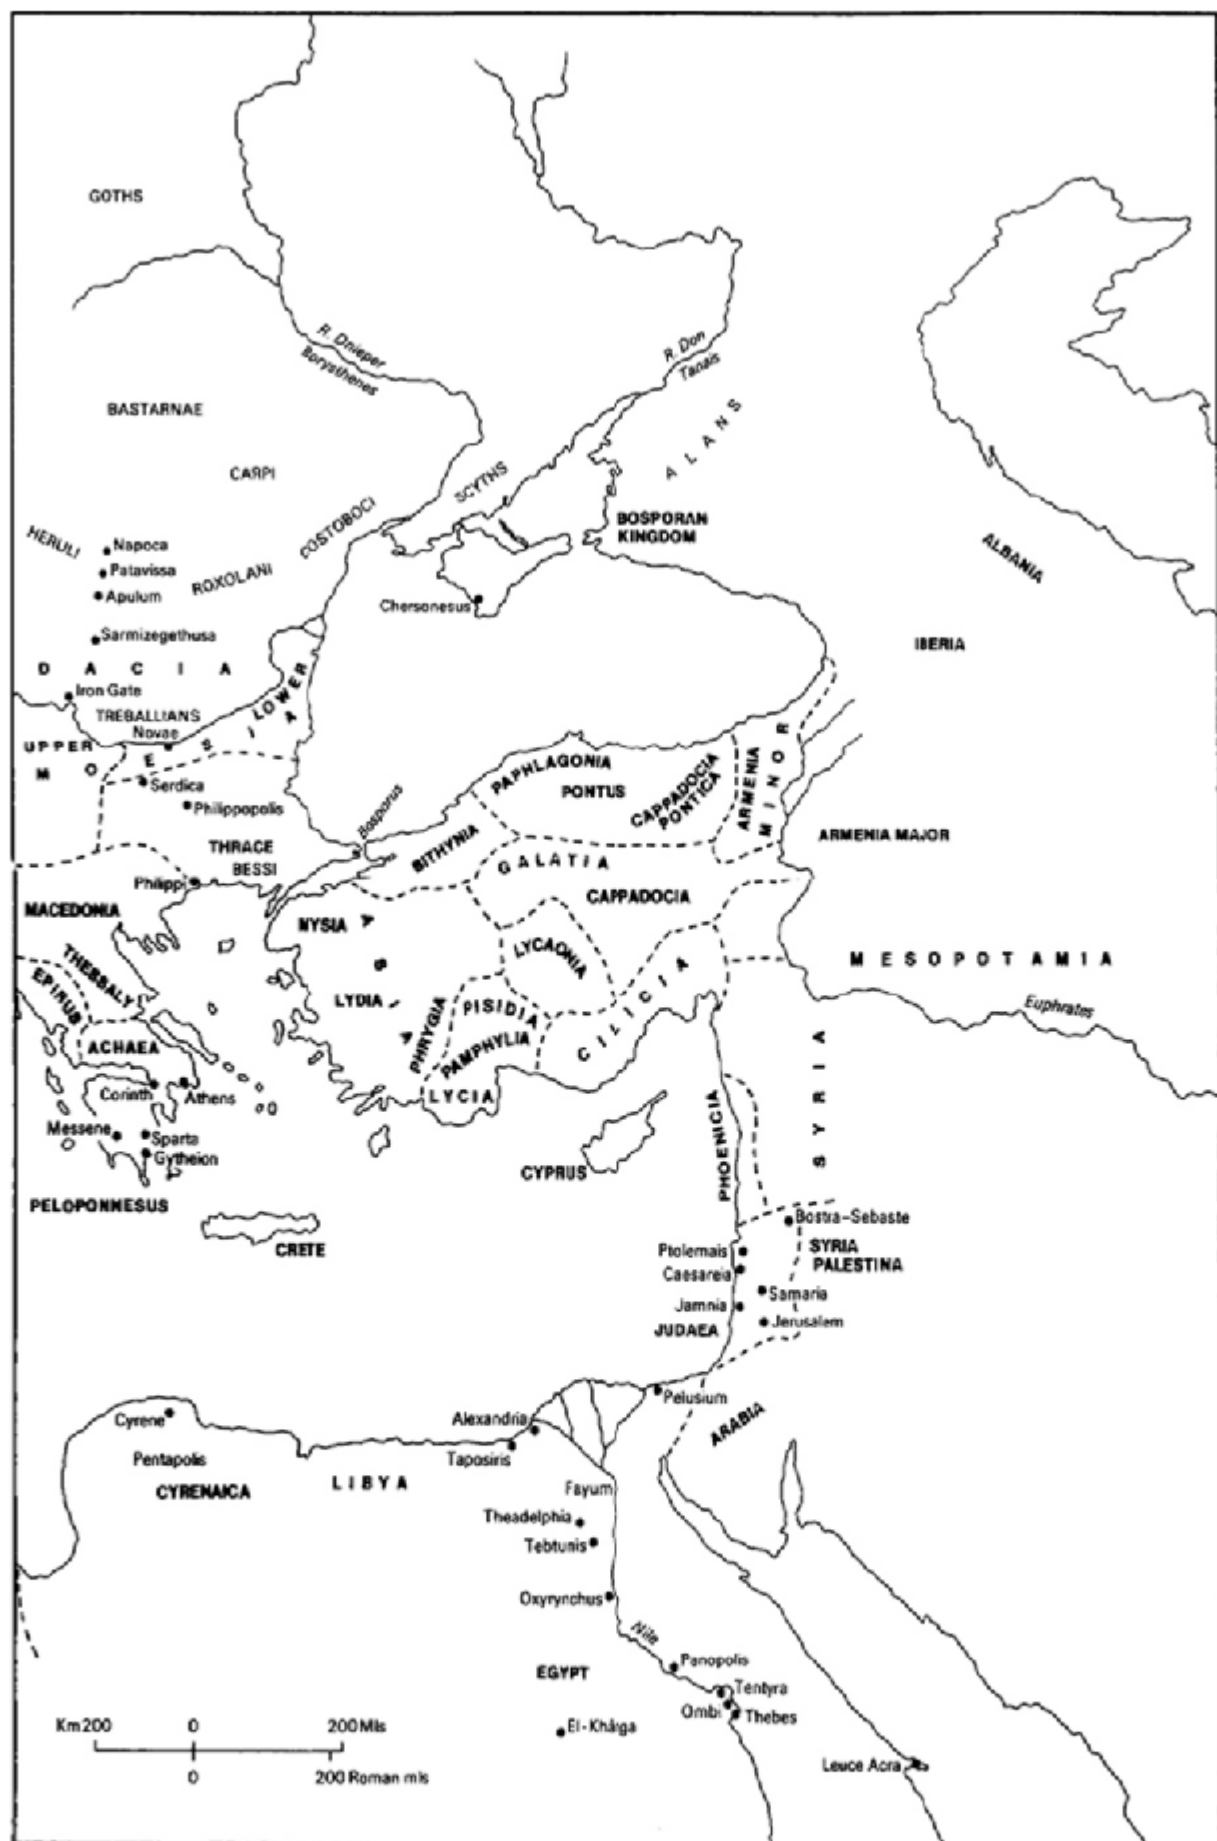 GOTHS
R. Dnieper
Borysthenes
R. Don
Tanais
BASTARNAE
ALANS
CARPI
SCYTHS
COSTOBOCI
BOSPORAN
KINGDOM
HERULI
Napoca
Patavissa
ROXOLANI
Apulum
Chersonesus
ALBANIA
Sarmizegethusa
IBERIA
DACIA
Iron Gate
TREBALLIANS
Novae
LOWER
UPPER
MOESIA
Serdica
Philippopolis
PAPHLAGONIA
PONTUS
CAPPADOCIA
PONTICA
ARMENIA
MINOR
Bosporus
BITHYNIA
ARMENIA MAJOR
THRACE
BESSI
GALATIA
Philippi
CAPPADOCIA
MACEDONIA
NYSIA
ASIA
LYCAONIA
MESOPOTAMIA
THESSALY
EPINUS
LYDIA
PHRYGIA
PISIDIA
CILICIA
Euphrates
ACHAEA
PAMPHYLIA
Corinth
Athens
LYCIA
SYRIA
Messene
Sparta
Gytheion
PHOENICIA
CYPRUS
PELOPONNESUS
CRETE
Bostra-Sebaste
Ptolemais
SYRIA
PALESTINA
Caesareia
Samaria
Jamnia
Jerusalem
JUDAEA
Pelusium
Cyrene
Alexandria
ARABIA
Pentapolis
Taposiris
CYRENAICA
LIBYA
Fayum
Theadelphia
Tebtunis
Oxyrynchus
Nile
Panopolis
EGYPT
Tentyra
Ombi
Thebes
El-Khârga
Km 200 0 200 Mls
0 200 Roman mls
Leuce Acra